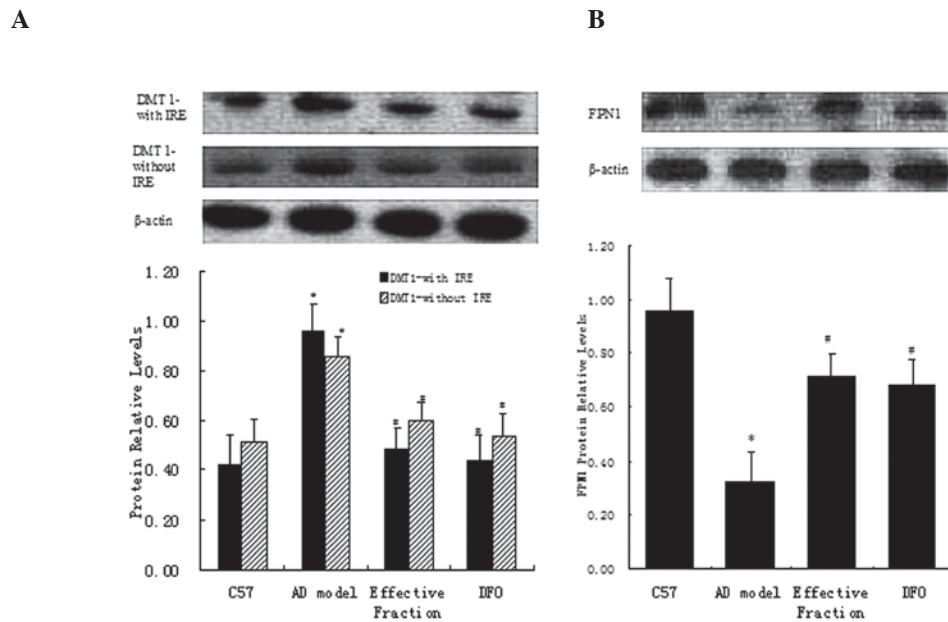 A
DMT1-
with IRE
DMT1-
without
IRE
β-actin
1.20
1.00
0.80
0.60
0.40
0.20
0.00
Protein Relative Levels
DMT1-with IRE
DMT1-without IRE
*
*
#
#
#
#
C57
AD model
Effective
Fraction
DFO
B
FPN1
β-actin
1.20
1.00
0.80
0.60
0.40
0.20
0.00
FPN1 Protein Relative Levels
*
#
#
C57
AD model
Effective
Fraction
DFO